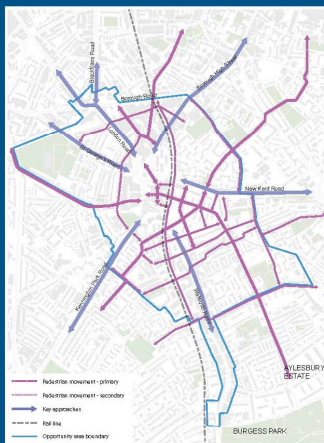 Blackfriars Road
Borough High Street
Borough Road
London Road
St Georges Road
New Kent Road
Kennington Park Road
Walworth Road
AYLESBURY
ESTATE
BURGESS PARK
Pedestrian movement - primary
Pedestrian movement - secondary
Key approaches
Rail line
Opportunity area boundary